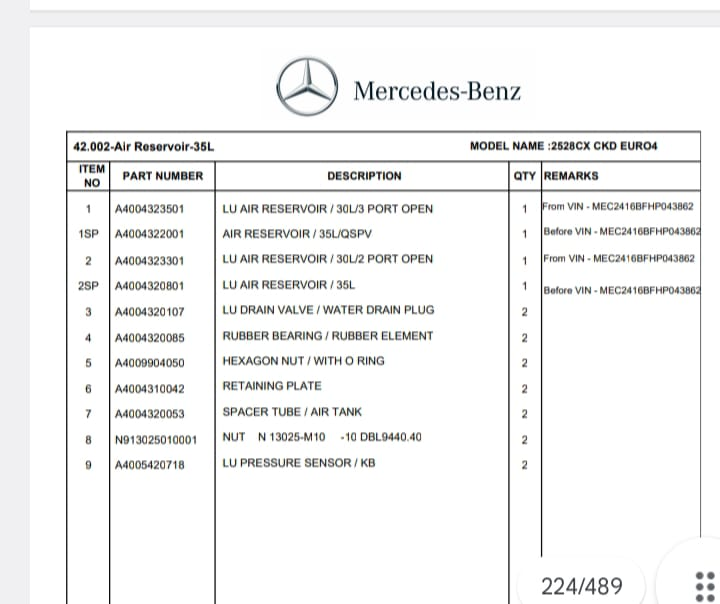 Mercedes-Benz
42.002-Air Reservoir-35L MODEL NAME :2528CX CKD EURO4
ITEM NO PART NUMBER DESCRIPTION QTY REMARKS
1 A4004323501 LU AIR RESERVOIR / 30L/3 PORT OPEN 1 From VIN - MEC2416BFHP043862
1SP A4004322001 AIR RESERVOIR / 35L/QSPV 1 Before VIN - MEC2416BFHP043862
2 A4004323301 LU AIR RESERVOIR / 30L/2 PORT OPEN 1 From VIN - MEC2416BFHP043862
2SP A4004320801 LU AIR RESERVOIR / 35L 1 Before VIN - MEC2416BFHP043862
3 A4004320107 LU DRAIN VALVE / WATER DRAIN PLUG 2
4 A4004320085 RUBBER BEARING / RUBBER ELEMENT 2
5 A4009904050 HEXAGON NUT / WITH O RING 2
6 A4004310042 RETAINING PLATE 2
7 A4004320053 SPACER TUBE / AIR TANK 2
8 N913025010001 NUT N 13025-M10 -10 DBL9440.40 2
9 A4005420718 LU PRESSURE SENSOR / KB 2
224/489